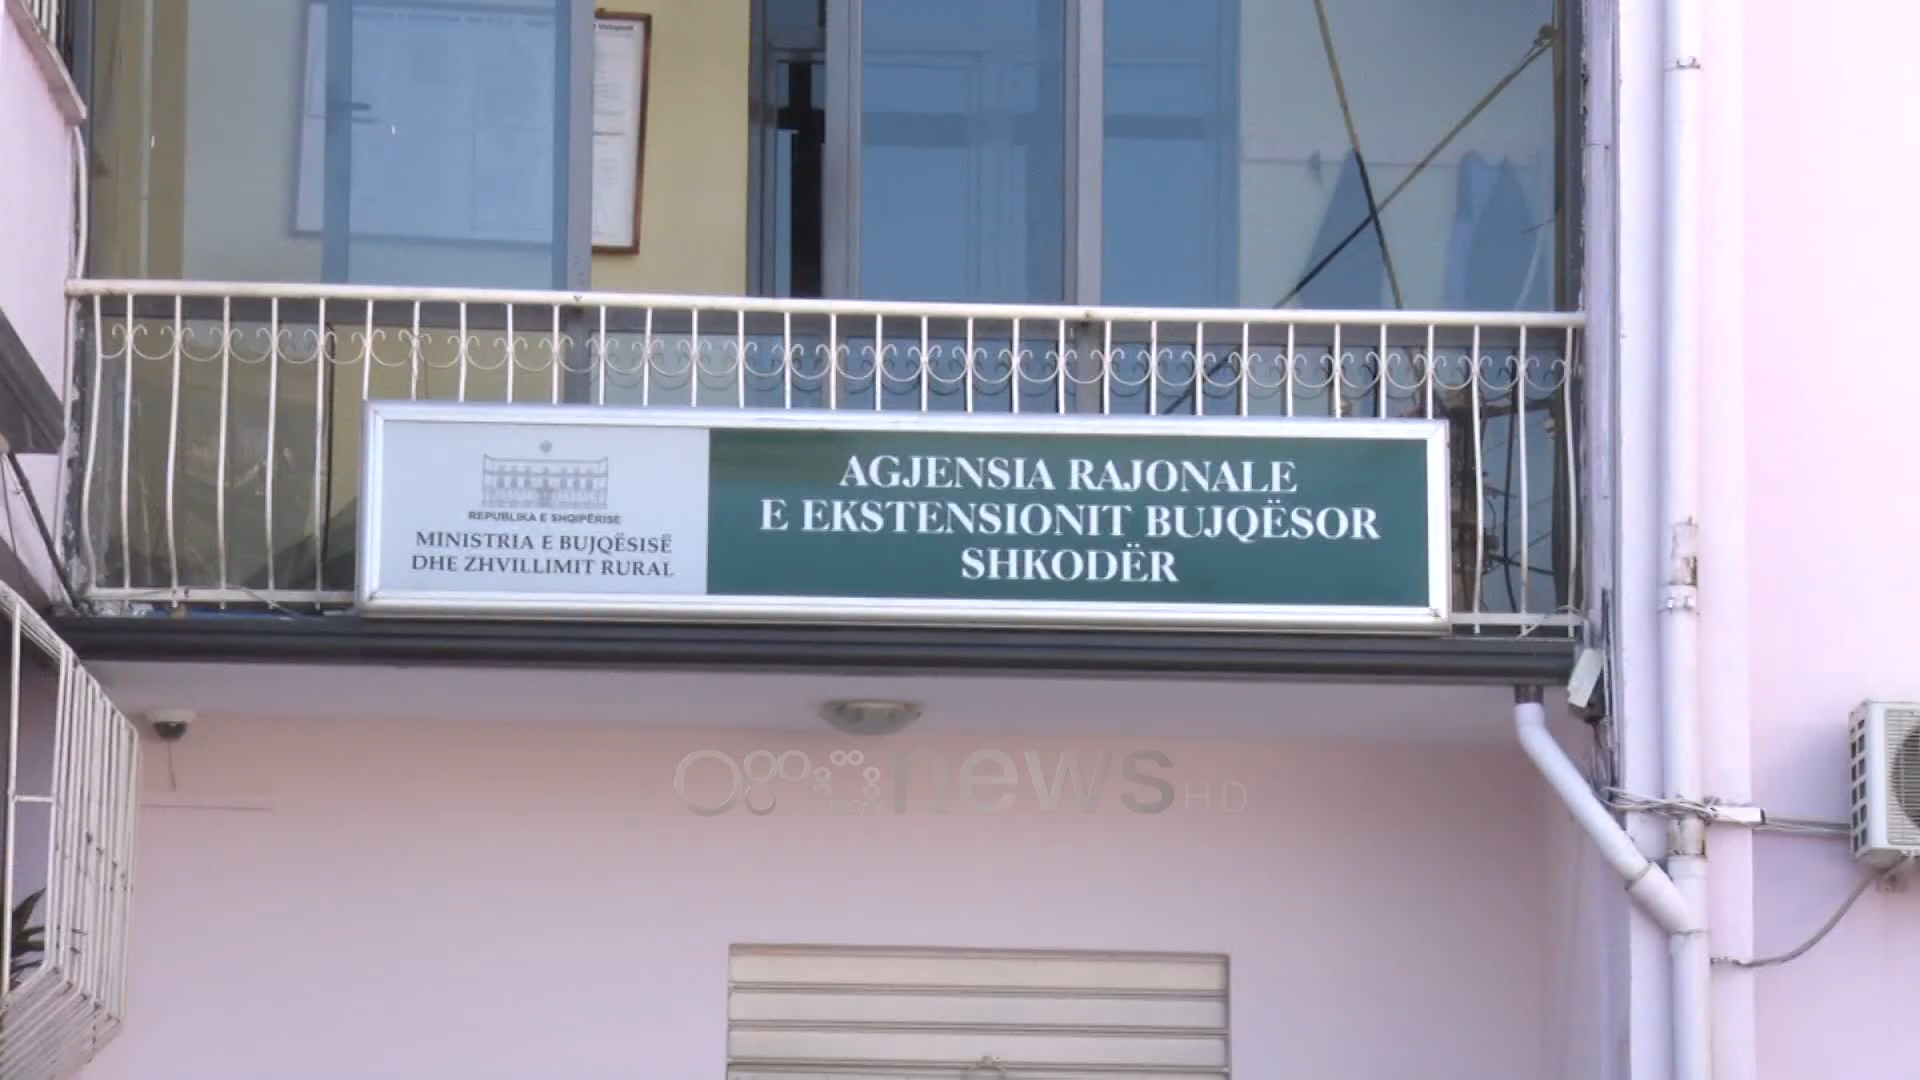 REPUBLIKA E SHQIPËRISË
MINISTRIA E BUJQËSISË
DHE ZHVILLIMIT RURAL
AGJENSIA RAJONALE
E EKSTENSIONIT BUJQËSOR
SHKODËR
news HD